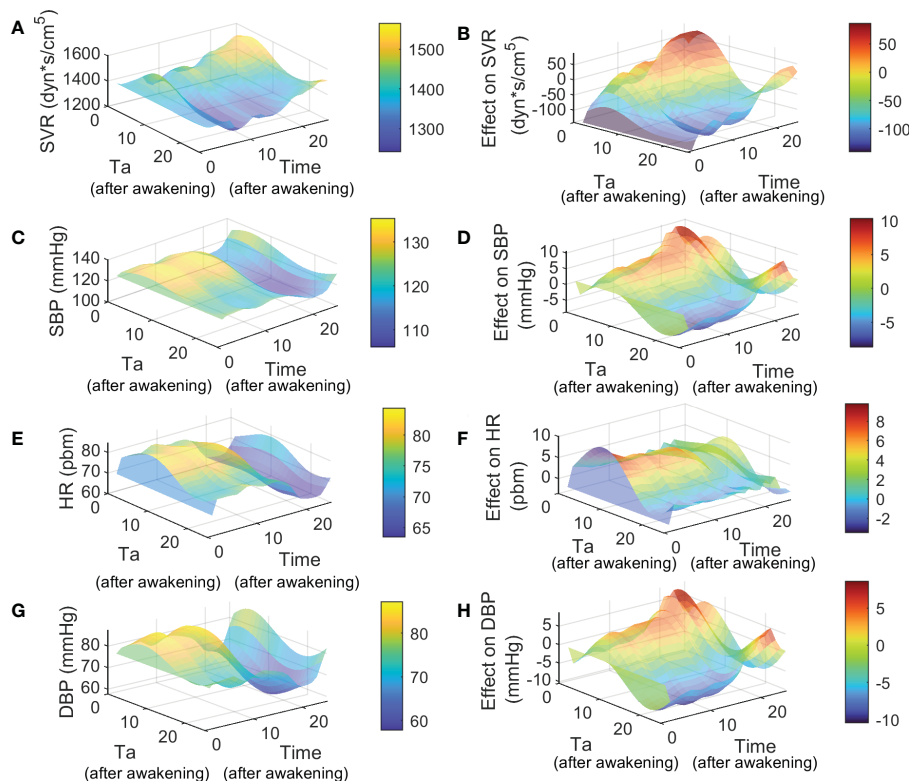 A
SVR (dyn*s/cm5)
1600
1400
1200
0
10
20
Ta
(after awakening)
0
10
20
Time
(after awakening)
1500
1400
1300
B
Effect on SVR
(dyn*s/cm5)
50
0
-50
-100
0
10
20
Ta
(after awakening)
0
10
20
Time
(after awakening)
50
0
-50
-100
C
SBP (mmHg)
140
120
100
0
10
20
Ta
(after awakening)
0
10
20
Time
(after awakening)
130
120
110
D
Effect on SBP
(mmHg)
10
5
0
-5
0
10
20
Ta
(after awakening)
0
10
20
Time
(after awakening)
10
5
0
-5
E
HR (pbm)
80
70
60
0
10
20
Ta
(after awakening)
0
10
20
Time
(after awakening)
80
75
70
65
F
Effect on HR
(pbm)
10
5
0
0
10
20
Ta
(after awakening)
0
10
20
Time
(after awakening)
8
6
4
2
0
-2
G
DBP (mmHg)
80
70
60
0
10
20
Ta
(after awakening)
0
10
20
Time
(after awakening)
80
70
60
H
Effect on DBP
(mmHg)
5
0
-5
-10
0
10
20
Ta
(after awakening)
0
10
20
Time
(after awakening)
5
0
-5
-10